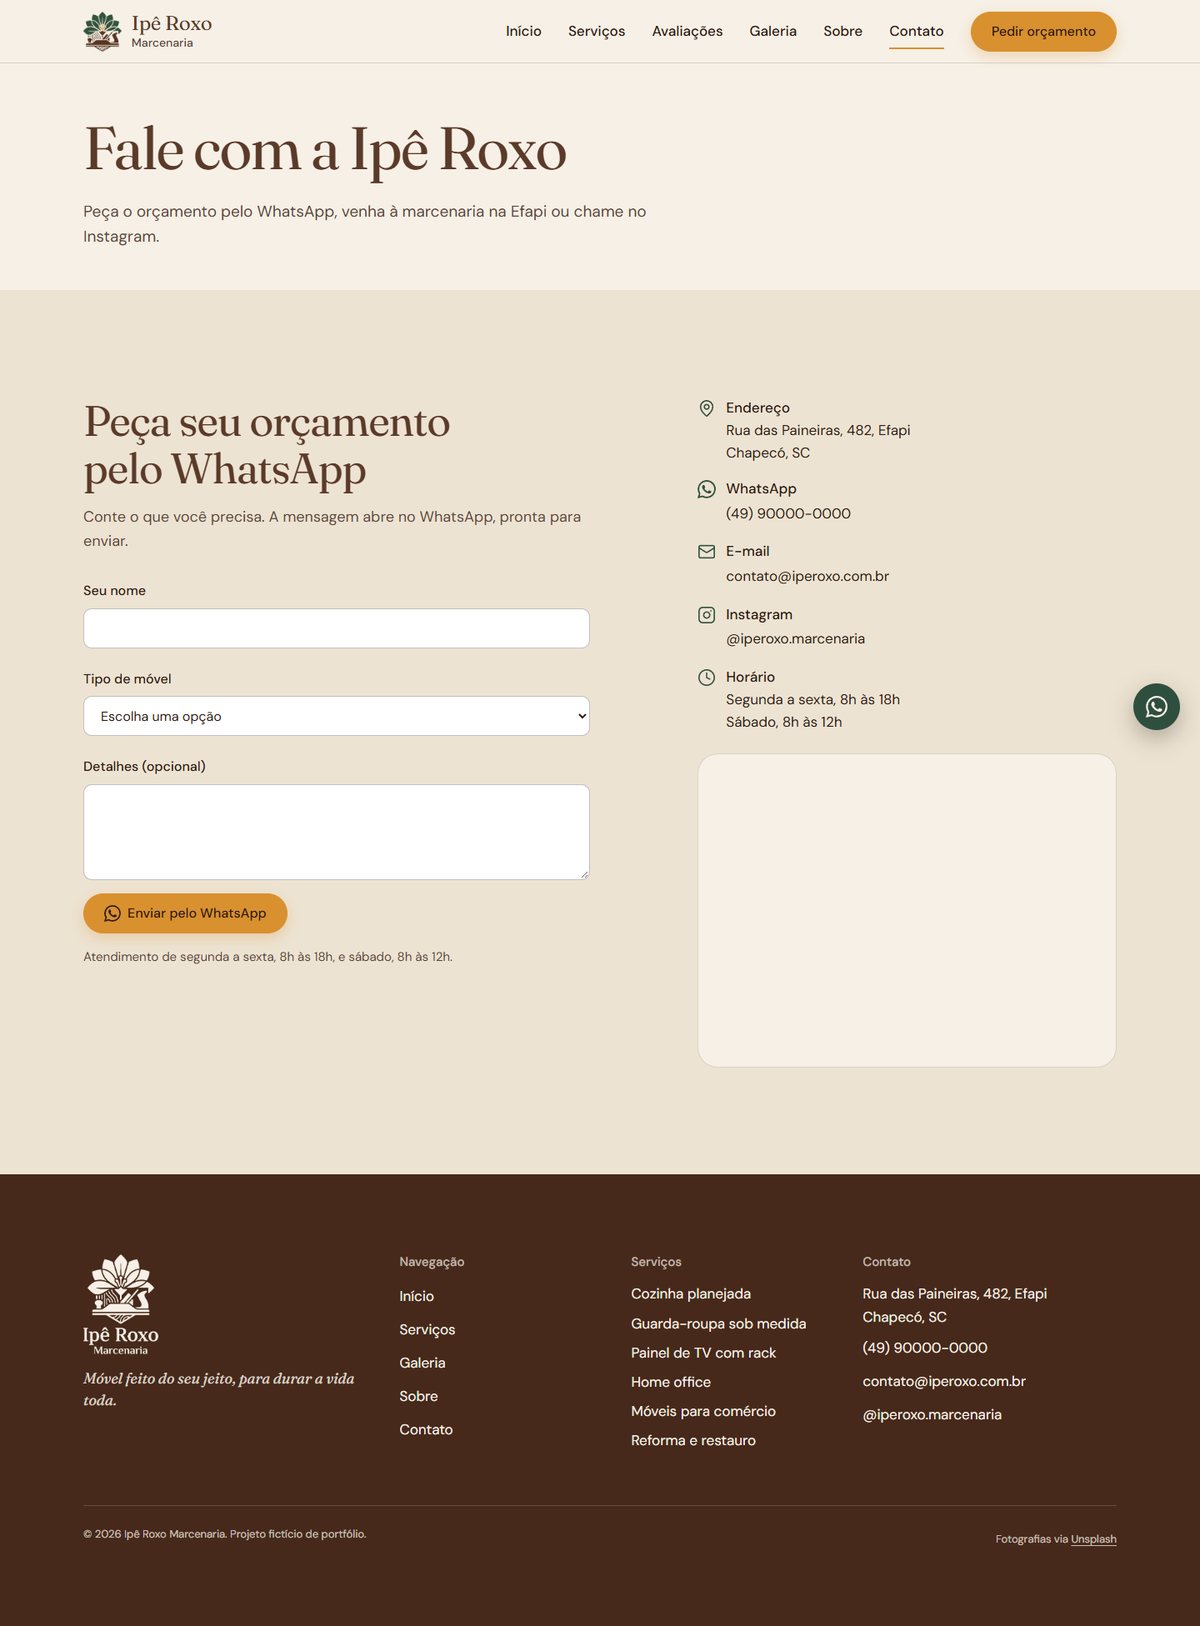 Ipê Roxo
Marcenaria
Início
Serviços
Avaliações
Galeria
Sobre
Contato
Pedir orçamento
Fale com a Ipê Roxo
Peça o orçamento pelo WhatsApp, venha à marcenaria na Efapi ou chame no
Instagram.
Peça seu orçamento
pelo WhatsApp
Conte o que você precisa. A mensagem abre no WhatsApp, pronta para
enviar.
Seu nome
Tipo de móvel
Escolha uma opção
Detalhes (opcional)
Enviar pelo WhatsApp
Atendimento de segunda a sexta, 8h às 18h, e sábado, 8h às 12h.
Endereço
Rua das Paineiras, 482, Efapi
Chapecó, SC
WhatsApp
(49) 90000-0000
E-mail
contato@iperoxo.com.br
Instagram
@iperoxo.marcenaria
Horário
Segunda a sexta, 8h às 18h
Sábado, 8h às 12h
Ipê Roxo
Marcenaria
Móvel feito do seu jeito, para durar a vida
toda.
Navegação
Início
Serviços
Galeria
Sobre
Contato
Serviços
Cozinha planejada
Guarda-roupa sob medida
Painel de TV com rack
Home office
Móveis para comércio
Reforma e restauro
Contato
Rua das Paineiras, 482, Efapi
Chapecó, SC
(49) 90000-0000
contato@iperoxo.com.br
@iperoxo.marcenaria
© 2026 Ipê Roxo Marcenaria. Projeto fictício de portfólio.
Fotografias via Unsplash